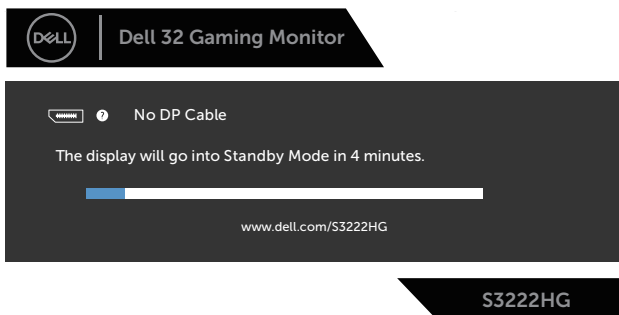 DELL
Dell 32 Gaming Monitor
? No DP Cable
The display will go into Standby Mode in 4 minutes.
www.dell.com/S3222HG
S3222HG